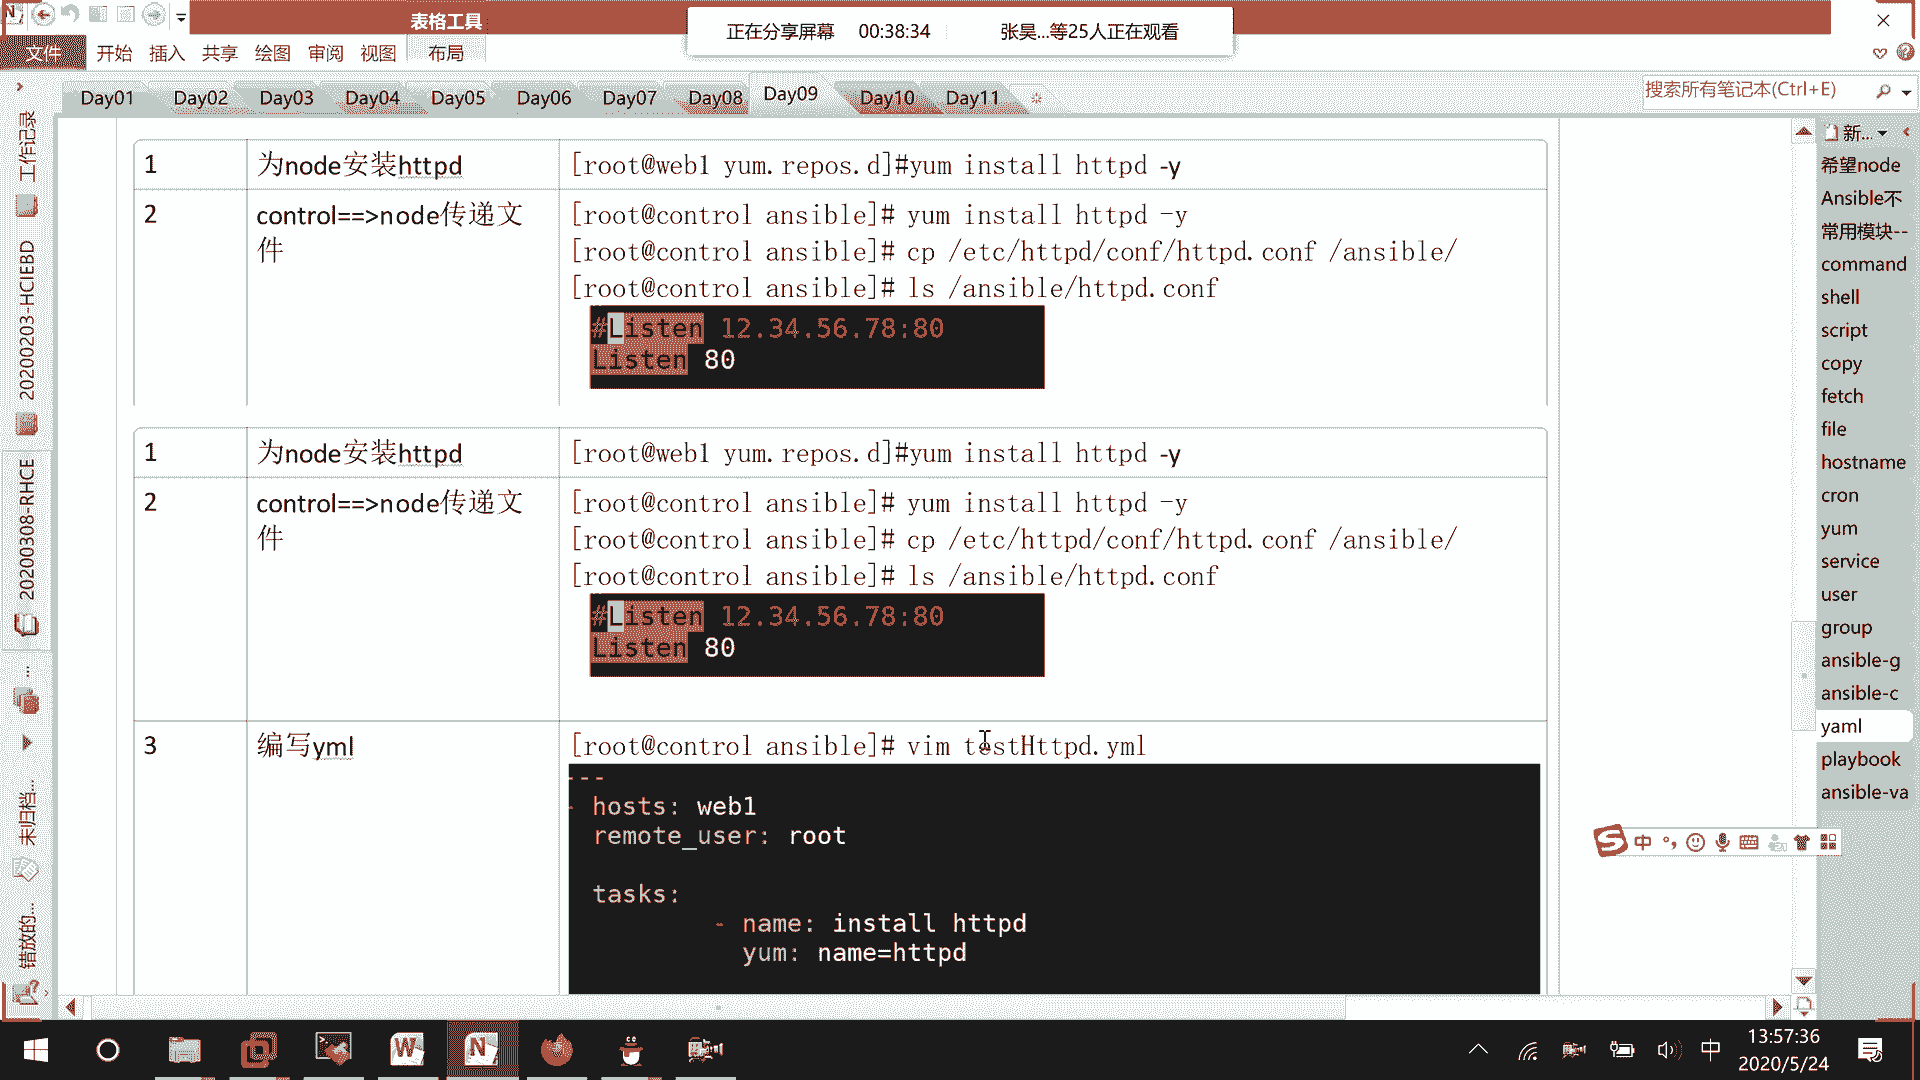 表格工具
正在分享屏幕 00:38:34 张昊...等25人正在观看
文件 开始 插入 共享 绘图 审阅 视图 布局
Day01 Day02 Day03 Day04 Day05 Day06 Day07 Day08 Day09 Day10 Day11
搜索所有笔记本(Ctrl+E)
工作记录
20200203-HCIEBD
20200308-RHCE
...
未归档...
错放的...
1 为node安装httpd [root@web1 yum.repos.d]#yum install httpd -y
2 control==>node传递文件 [root@control ansible]# yum install httpd -y
[root@control ansible]# cp /etc/httpd/conf/httpd.conf /ansible/
[root@control ansible]# ls /ansible/httpd.conf
#Listen 12.34.56.78:80
Listen 80
1 为node安装httpd [root@web1 yum.repos.d]#yum install httpd -y
2 control==>node传递文件 [root@control ansible]# yum install httpd -y
[root@control ansible]# cp /etc/httpd/conf/httpd.conf /ansible/
[root@control ansible]# ls /ansible/httpd.conf
#Listen 12.34.56.78:80
Listen 80
3 编写yml [root@control ansible]# vim testHttpd.yml
---
- hosts: web1
remote_user: root
tasks:
- name: install httpd
yum: name=httpd
新...
希望node
Ansible不
常用模块--
command
shell
script
copy
fetch
file
hostname
cron
yum
service
user
group
ansible-g
ansible-c
yaml
playbook
ansible-va
中
中
13:57:36
2020/5/24